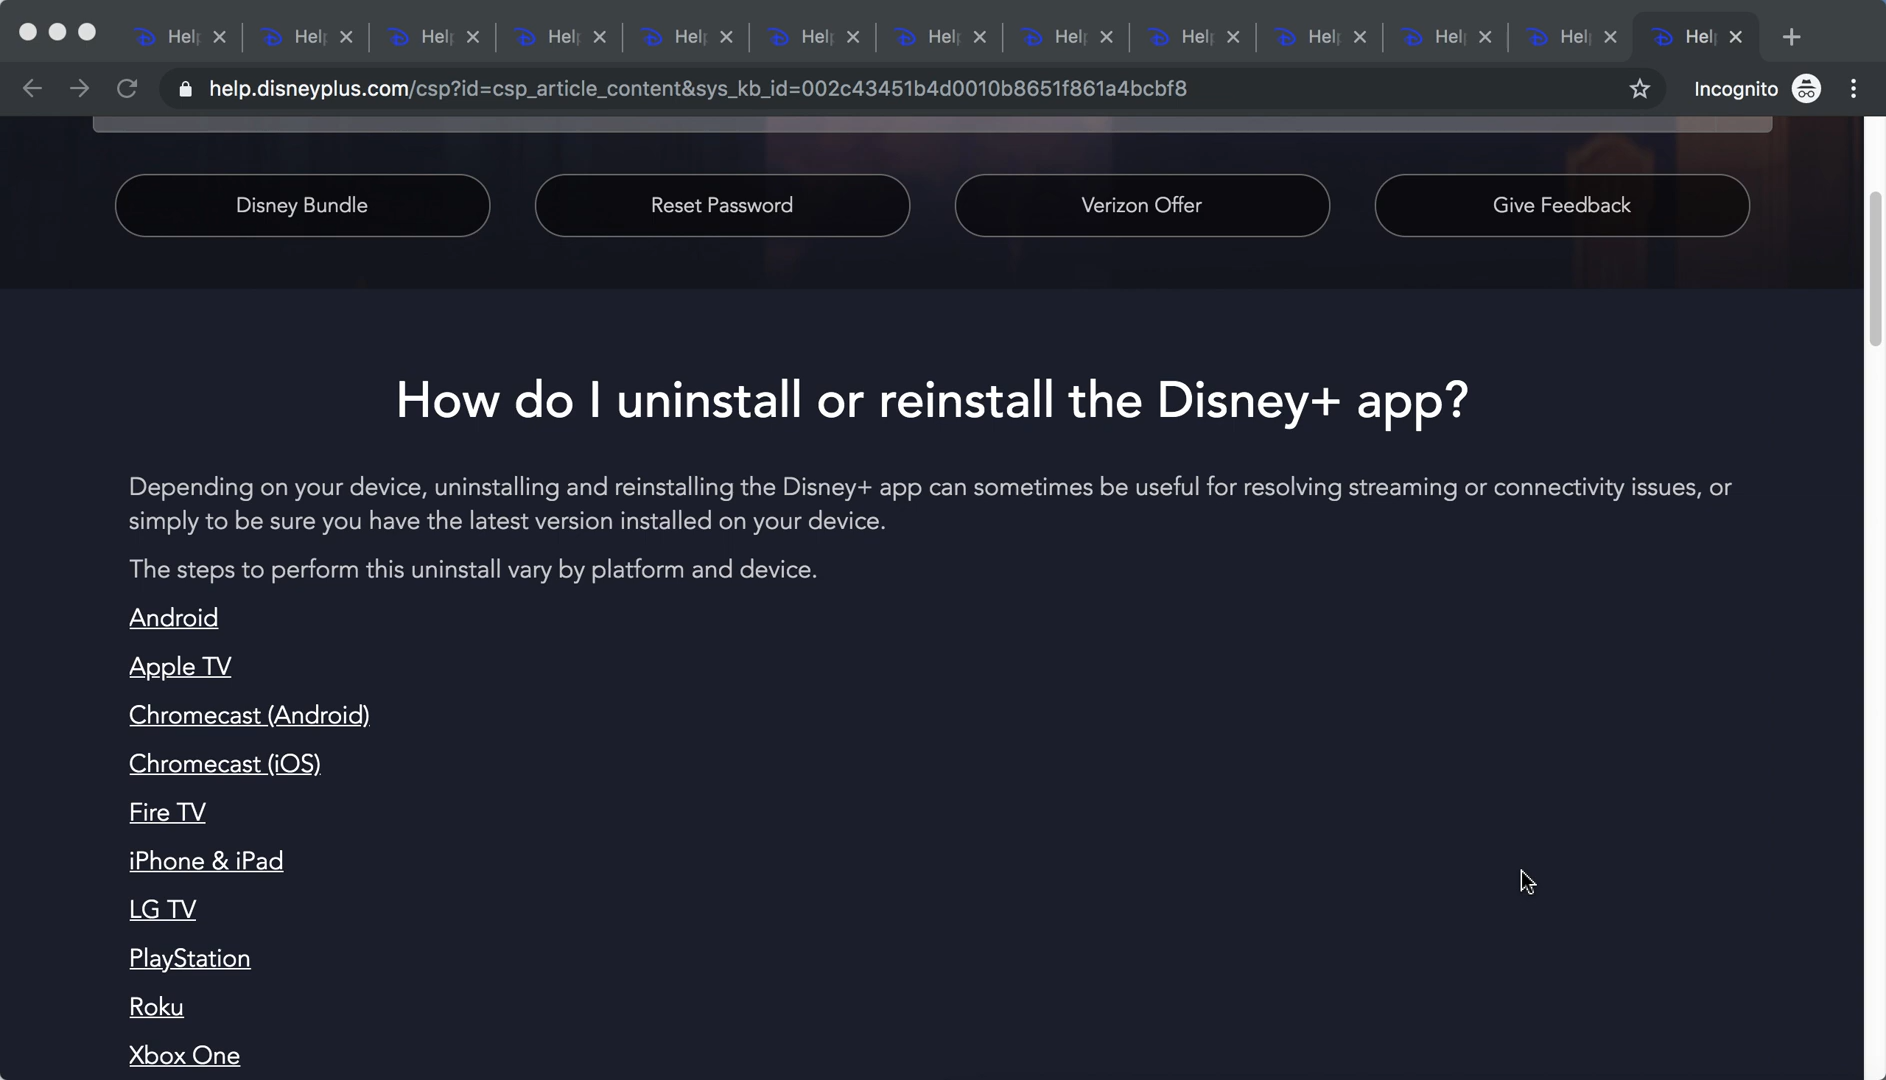 Help Help Help Help Help Help Help Help Help Help Help Help Help
help.disneyplus.com/csp?id=csp_article_content&sys_kb_id=002c43451b4d0010b8651f861a4bcbf8 Incognito
Disney Bundle Reset Password Verizon Offer Give Feedback
How do I uninstall or reinstall the Disney+ app?
Depending on your device, uninstalling and reinstalling the Disney+ app can sometimes be useful for resolving streaming or connectivity issues, or
simply to be sure you have the latest version installed on your device.
The steps to perform this uninstall vary by platform and device.
Android
Apple TV
Chromecast (Android)
Chromecast (iOS)
Fire TV
iPhone & iPad
LG TV
PlayStation
Roku
Xbox One